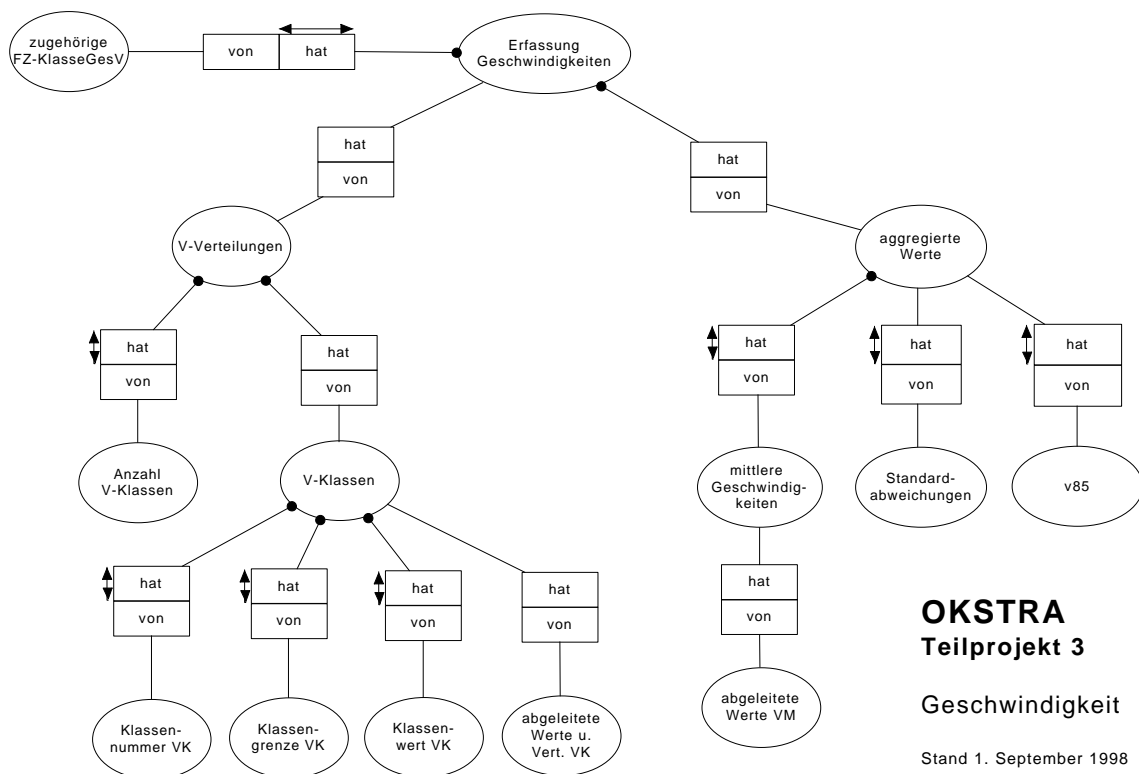 zugehörige
FZ-KlasseGesV
von
hat
Erfassung
Geschwindigkeiten
hat
von
hat
von
V-Verteilungen
aggregierte
Werte
hat
von
hat
von
hat
von
hat
von
hat
von
Anzahl
V-Klassen
V-Klassen
mittlere
Geschwindig-
keiten
Standard-
abweichungen
v85
hat
von
hat
von
hat
von
hat
von
hat
von
Klassen-
nummer VK
Klassen-
grenze VK
Klassen-
wert VK
abgeleitete
Werte u.
Vert. VK
abgeleitete
Werte VM
OKSTRA
Teilprojekt 3
Geschwindigkeit
Stand 1. September 1998